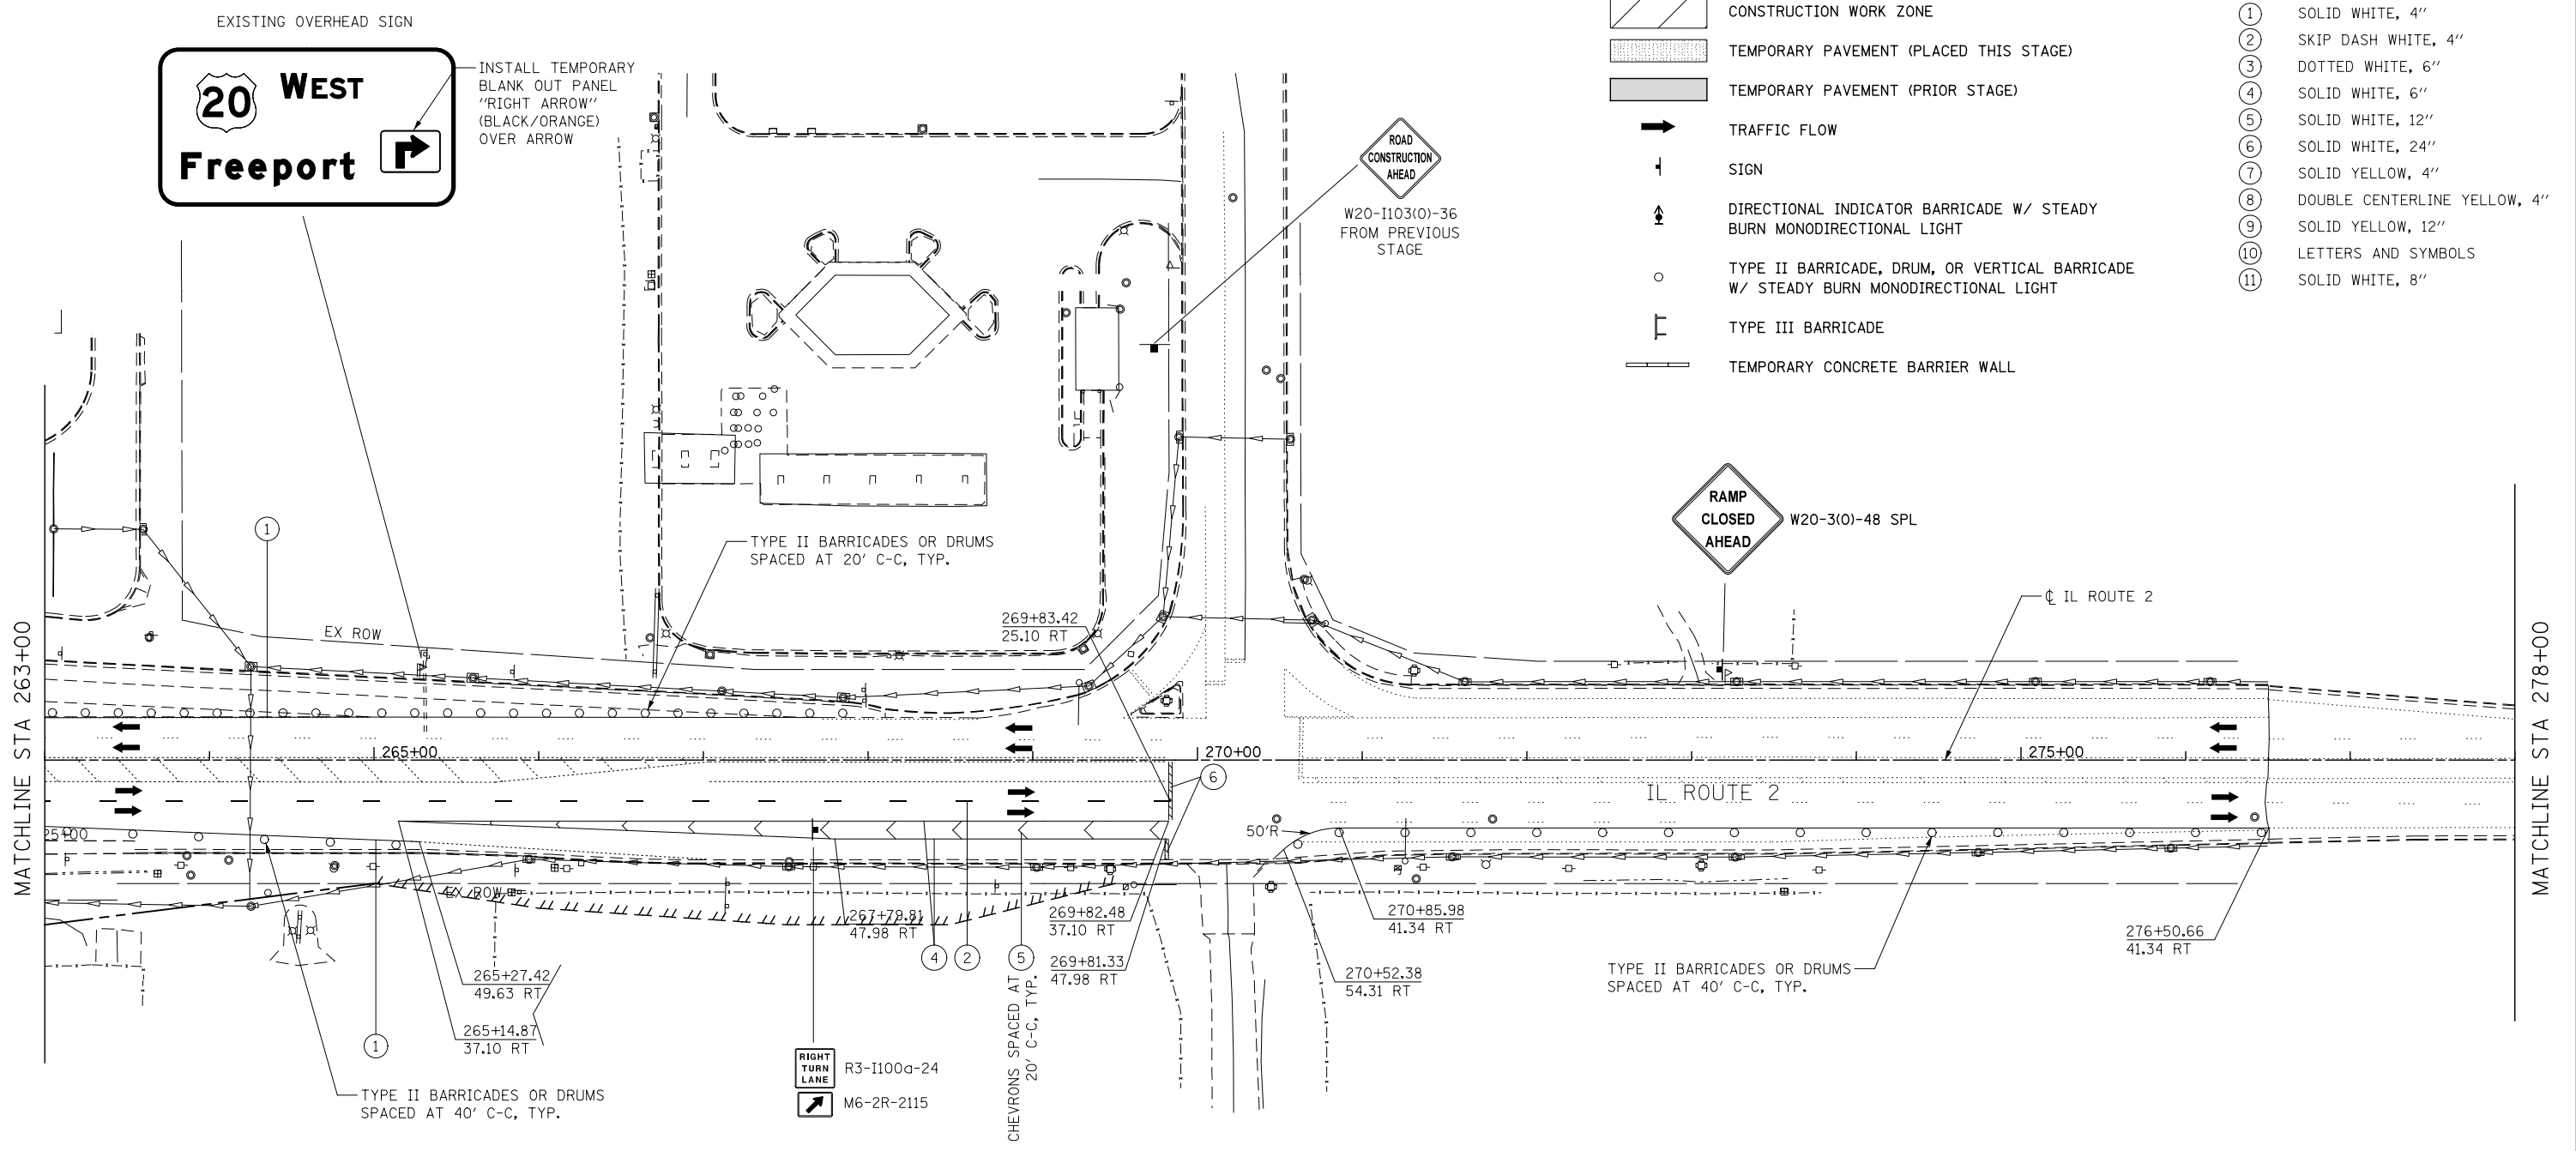 EXISTING OVERHEAD SIGN
20 WEST
Freeport
INSTALL TEMPORARY
BLANK OUT PANEL
"RIGHT ARROW"
(BLACK/ORANGE)
OVER ARROW
ROAD
CONSTRUCTION
AHEAD
W20-I103(O)-36
FROM PREVIOUS
STAGE
CONSTRUCTION WORK ZONE
TEMPORARY PAVEMENT (PLACED THIS STAGE)
TEMPORARY PAVEMENT (PRIOR STAGE)
TRAFFIC FLOW
SIGN
DIRECTIONAL INDICATOR BARRICADE W/ STEADY
BURN MONODIRECTIONAL LIGHT
TYPE II BARRICADE, DRUM, OR VERTICAL BARRICADE
W/ STEADY BURN MONODIRECTIONAL LIGHT
TYPE III BARRICADE
TEMPORARY CONCRETE BARRIER WALL
1 SOLID WHITE, 4"
2 SKIP DASH WHITE, 4"
3 DOTTED WHITE, 6"
4 SOLID WHITE, 6"
5 SOLID WHITE, 12"
6 SOLID WHITE, 24"
7 SOLID YELLOW, 4"
8 DOUBLE CENTERLINE YELLOW, 4"
9 SOLID YELLOW, 12"
10 LETTERS AND SYMBOLS
11 SOLID WHITE, 8"
RAMP
CLOSED
AHEAD
W20-3(O)-48 SPL
1
TYPE II BARRICADES OR DRUMS
SPACED AT 20' C-C, TYP.
EX ROW
269+83.42
25.10 RT
℄ IL ROUTE 2
MATCHLINE STA 263+00
MATCHLINE STA 278+00
265+00
270+00
275+00
6
IL ROUTE 2
25+00
50'R
EX ROW
267+79.81
47.98 RT
269+82.48
37.10 RT
269+81.33
47.98 RT
4
2
5
CHEVRONS SPACED AT
20' C-C, TYP.
270+85.98
41.34 RT
270+52.38
54.31 RT
276+50.66
41.34 RT
TYPE II BARRICADES OR DRUMS
SPACED AT 40' C-C, TYP.
265+27.42
49.63 RT
265+14.87
37.10 RT
1
TYPE II BARRICADES OR DRUMS
SPACED AT 40' C-C, TYP.
RIGHT
TURN
LANE
R3-I100a-24
M6-2R-2115